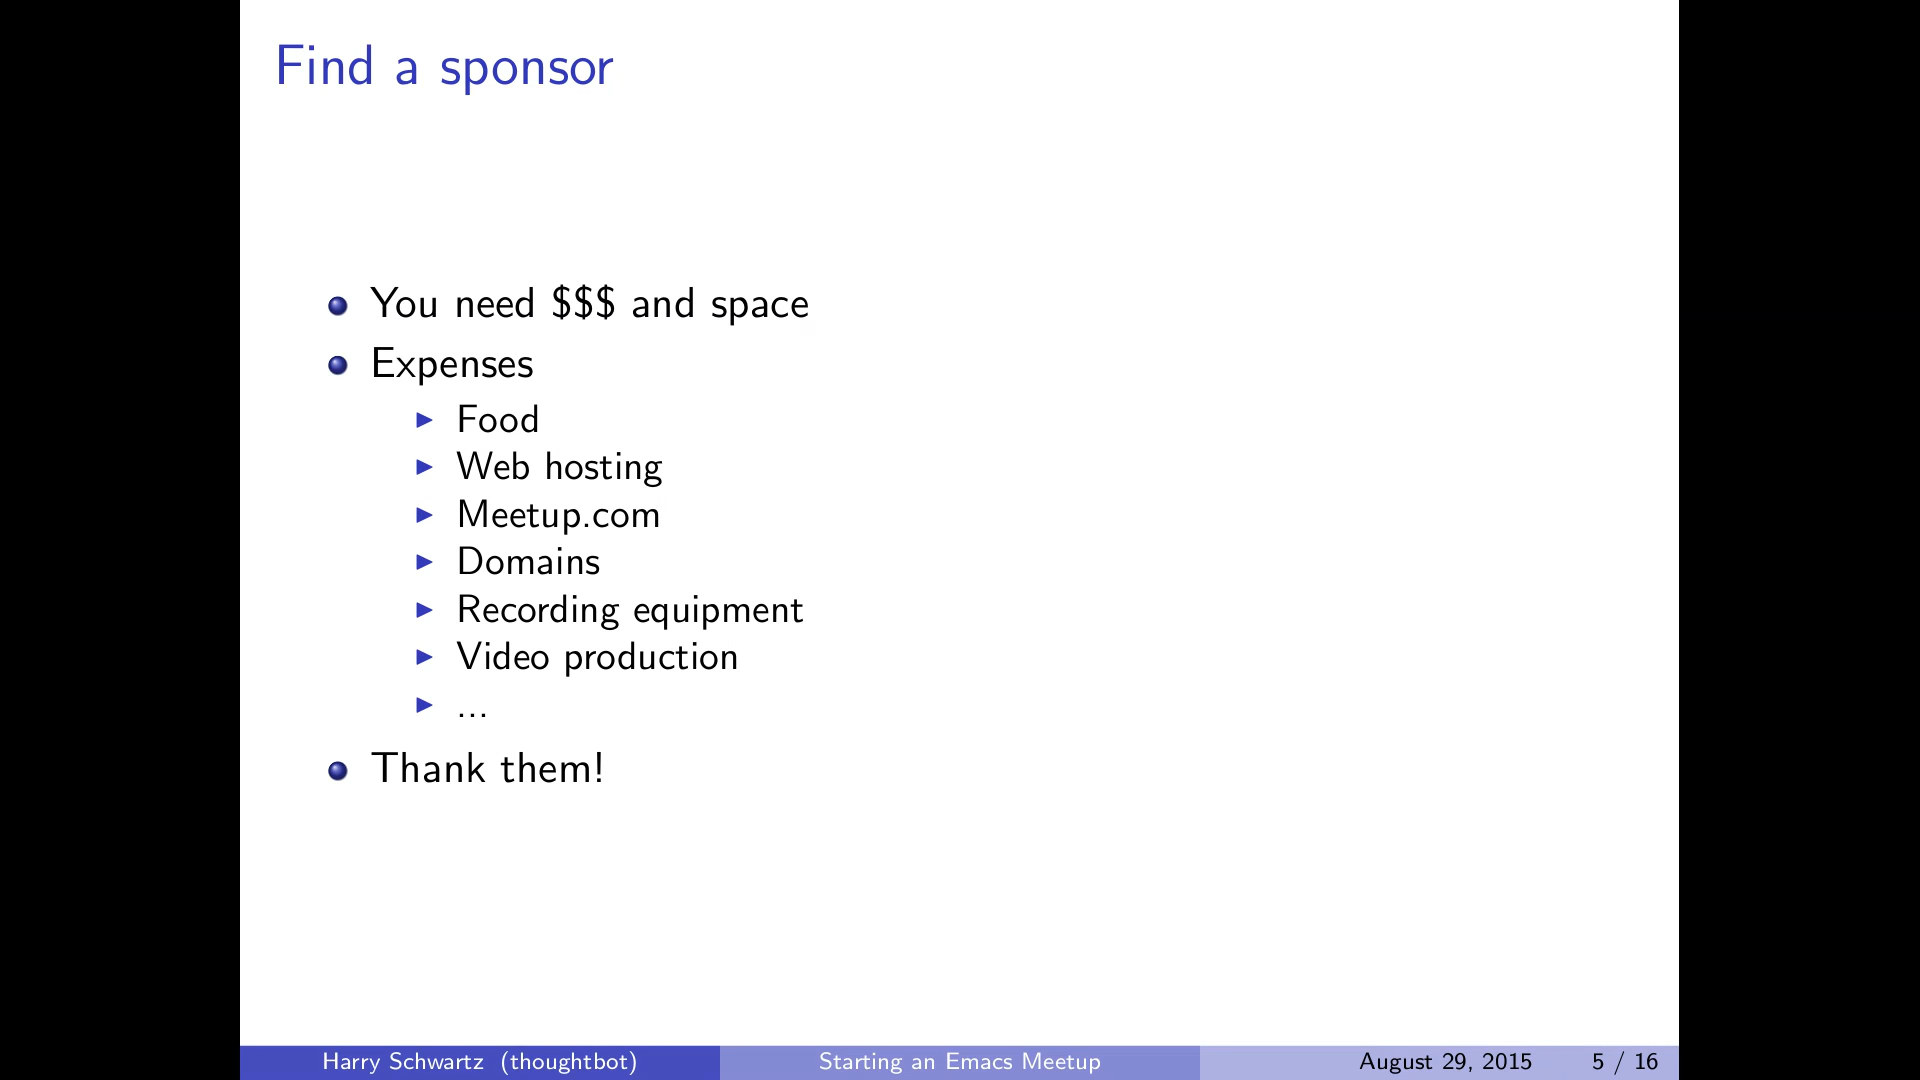 Find a sponsor
You need $$$ and space
Expenses
Food
Web hosting
Meetup.com
Domains
Recording equipment
Video production
...
Thank them!
Harry Schwartz (thoughtbot) Starting an Emacs Meetup August 29, 2015 5 / 16